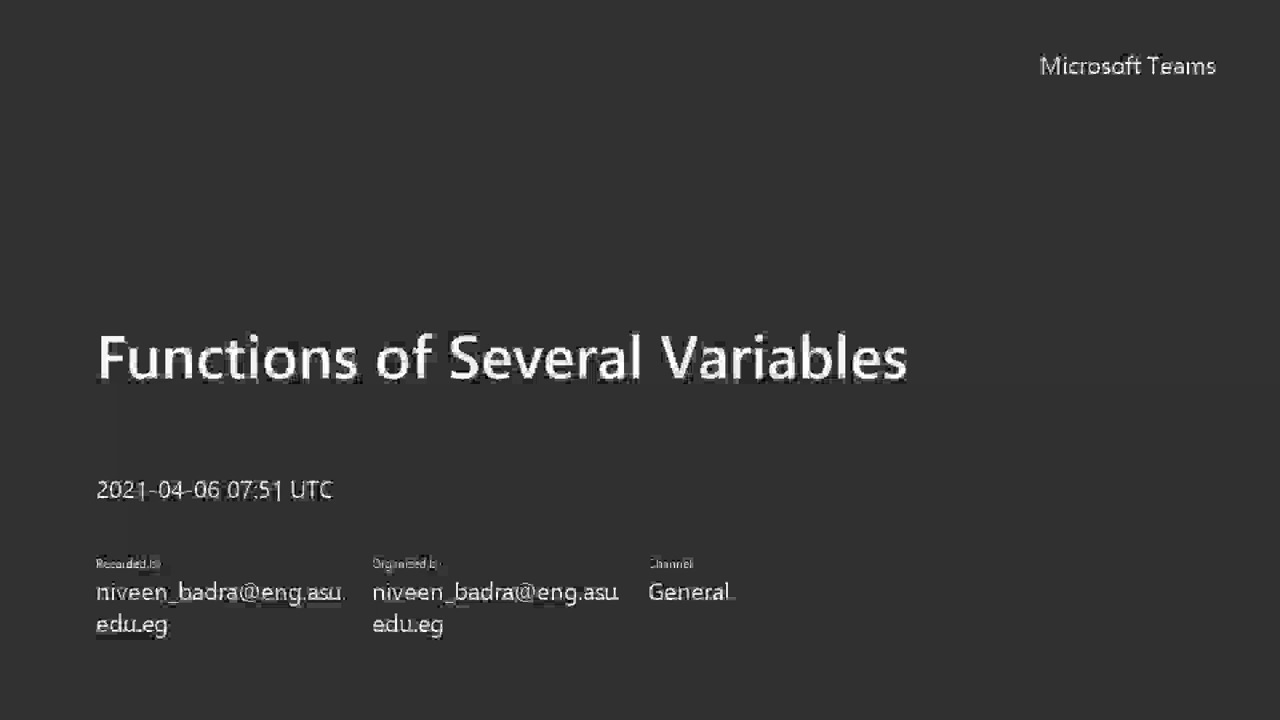 Microsoft Teams
Functions of Several Variables
2021-04-06 07:51 UTC
Recorded by Organized by Channel
niveen_badra@eng.asu. niveen_badra@eng.asu. General
edu.eg edu.eg